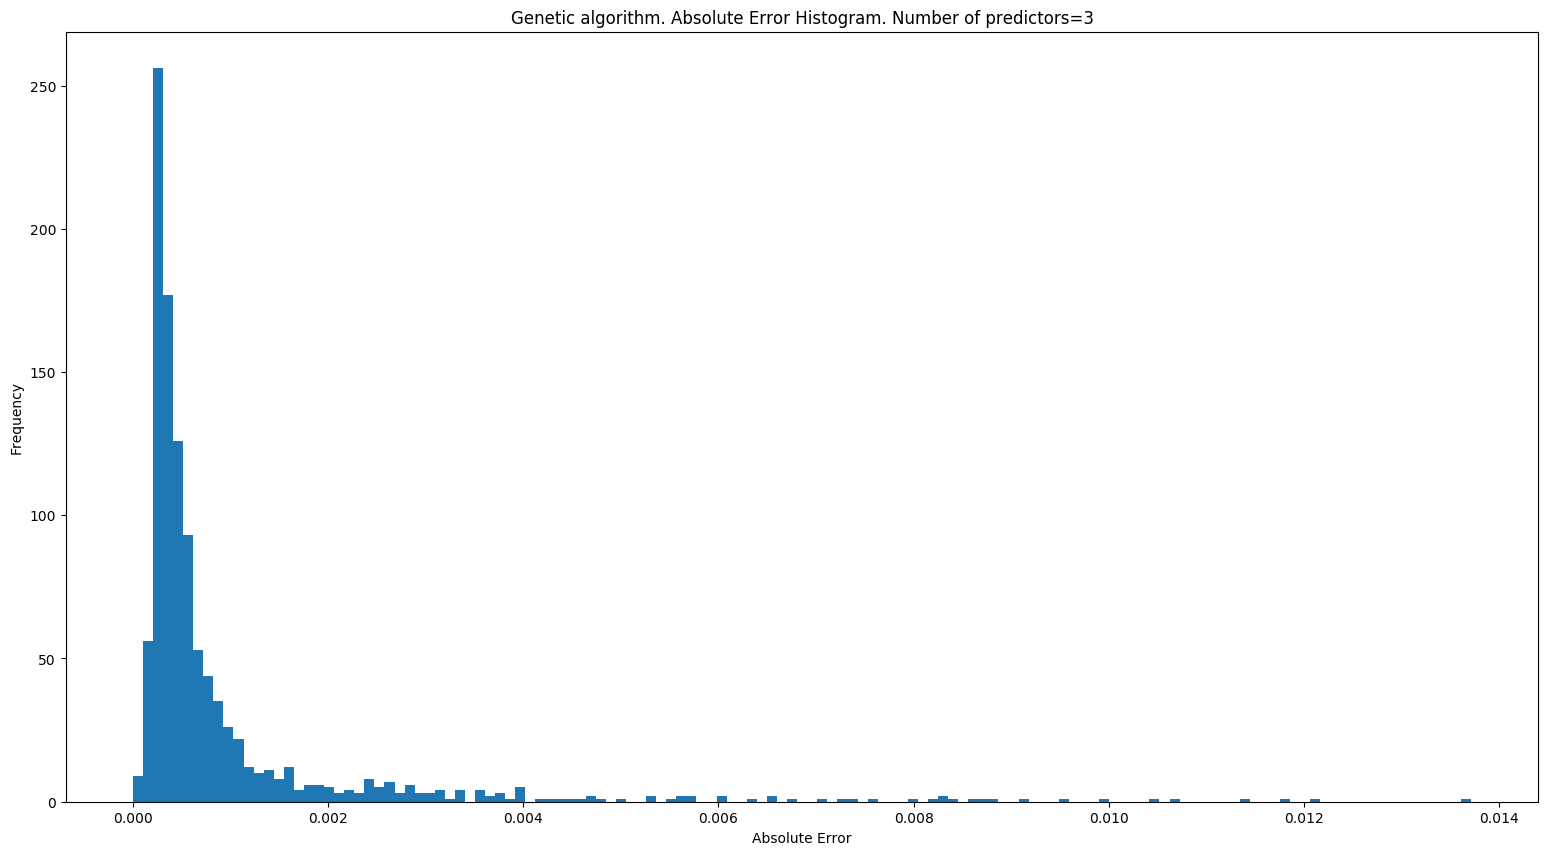 Genetic algorithm. Absolute Error Histogram. Number of predictors=3
250
200
150
100
50
0
Frequency
0.000 0.002 0.004 0.006 0.008 0.010 0.012 0.014
Absolute Error